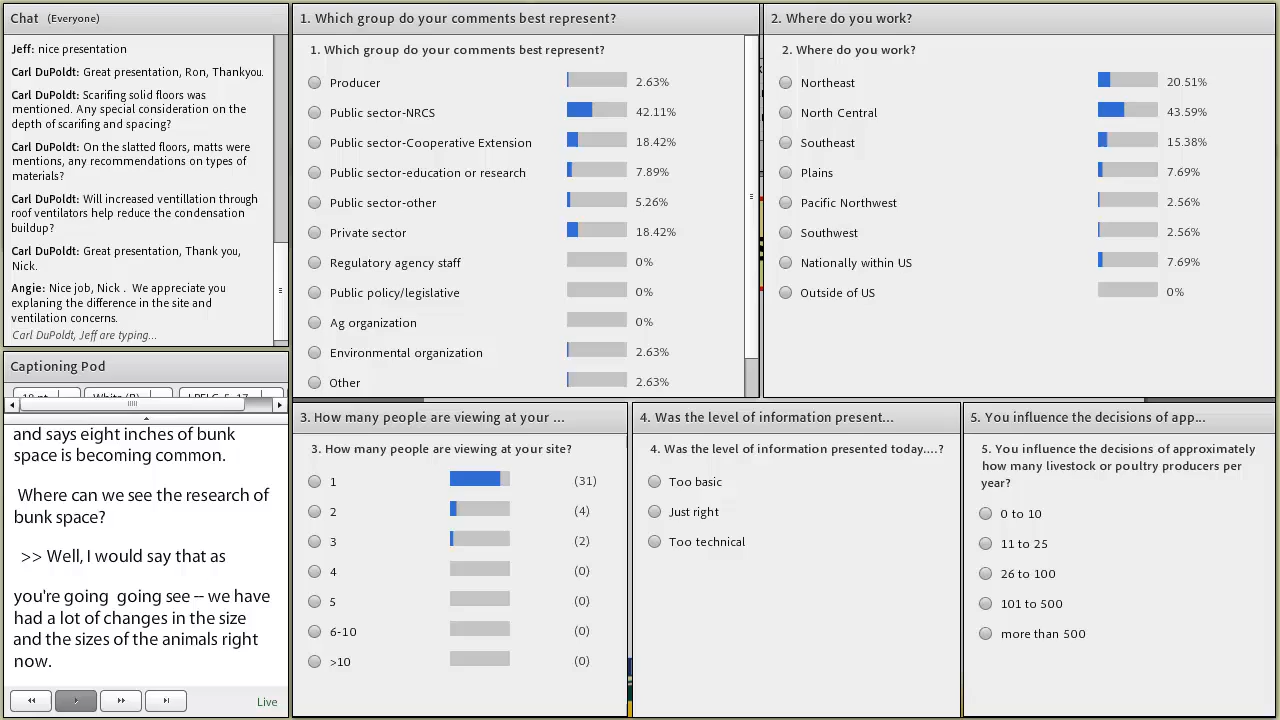 Chat (Everyone)
Jeff: nice presentation
Carl DuPoldt: Great presentation, Ron, Thankyou.
Carl DuPoldt: Scarifing solid floors was
mentioned. Any special consideration on the
depth of scarifing and spacing?
Carl DuPoldt: On the slatted floors, matts were
mentions, any recommendations on types of
materials?
Carl DuPoldt: Will increased ventillation through
roof ventilators help reduce the condensation
buildup?
Carl DuPoldt: Great presentation, Thank you,
Nick.
Angie: Nice job, Nick . We appreciate you
explaning the difference in the site and
ventilation concerns.
Carl DuPoldt, Jeff are typing...
Captioning Pod
and says eight inches of bunk
space is becoming common.
Where can we see the research of
bunk space?
>> Well, I would say that as
you're going going see -- we have
had a lot of changes in the size
and the sizes of the animals right
now.
Live
1. Which group do your comments best represent?
1. Which group do your comments best represent?
Producer 2.63%
Public sector-NRCS 42.11%
Public sector-Cooperative Extension 18.42%
Public sector-education or research 7.89%
Public sector-other 5.26%
Private sector 18.42%
Regulatory agency staff 0%
Public policy/legislative 0%
Ag organization 0%
Environmental organization 2.63%
Other 2.63%
2. Where do you work?
2. Where do you work?
Northeast 20.51%
North Central 43.59%
Southeast 15.38%
Plains 7.69%
Pacific Northwest 2.56%
Southwest 2.56%
Nationally within US 7.69%
Outside of US 0%
3. How many people are viewing at your ...
3. How many people are viewing at your site?
1 (31)
2 (4)
3 (2)
4 (0)
5 (0)
6-10 (0)
>10 (0)
4. Was the level of information present...
4. Was the level of information presented today....?
Too basic
Just right
Too technical
5. You influence the decisions of app...
5. You influence the decisions of approximately
how many livestock or poultry producers per
year?
0 to 10
11 to 25
26 to 100
101 to 500
more than 500